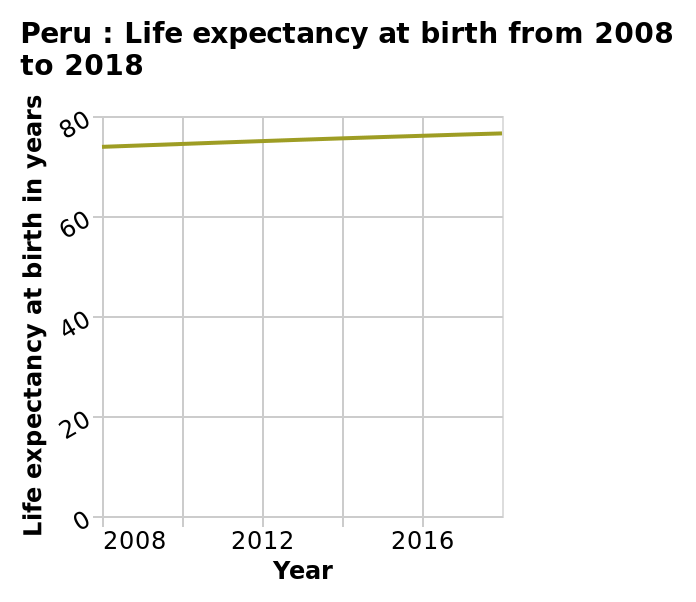 Peru : Life expectancy at birth from 2008
to 2018
Life expectancy at birth in years
80
60
40
20
0
2008 2012 2016
Year